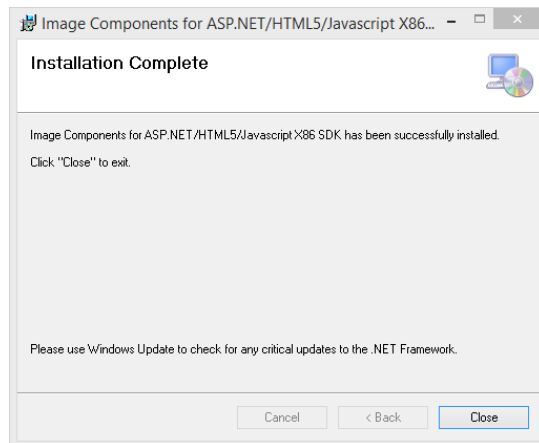 Image Components for ASP.NET/HTML5/Javascript X86...
Installation Complete
Image Components for ASP.NET/HTML5/Javascript X86 SDK has been successfully installed.
Click "Close" to exit.
Please use Windows Update to check for any critical updates to the .NET Framework.
Cancel
< Back
Close